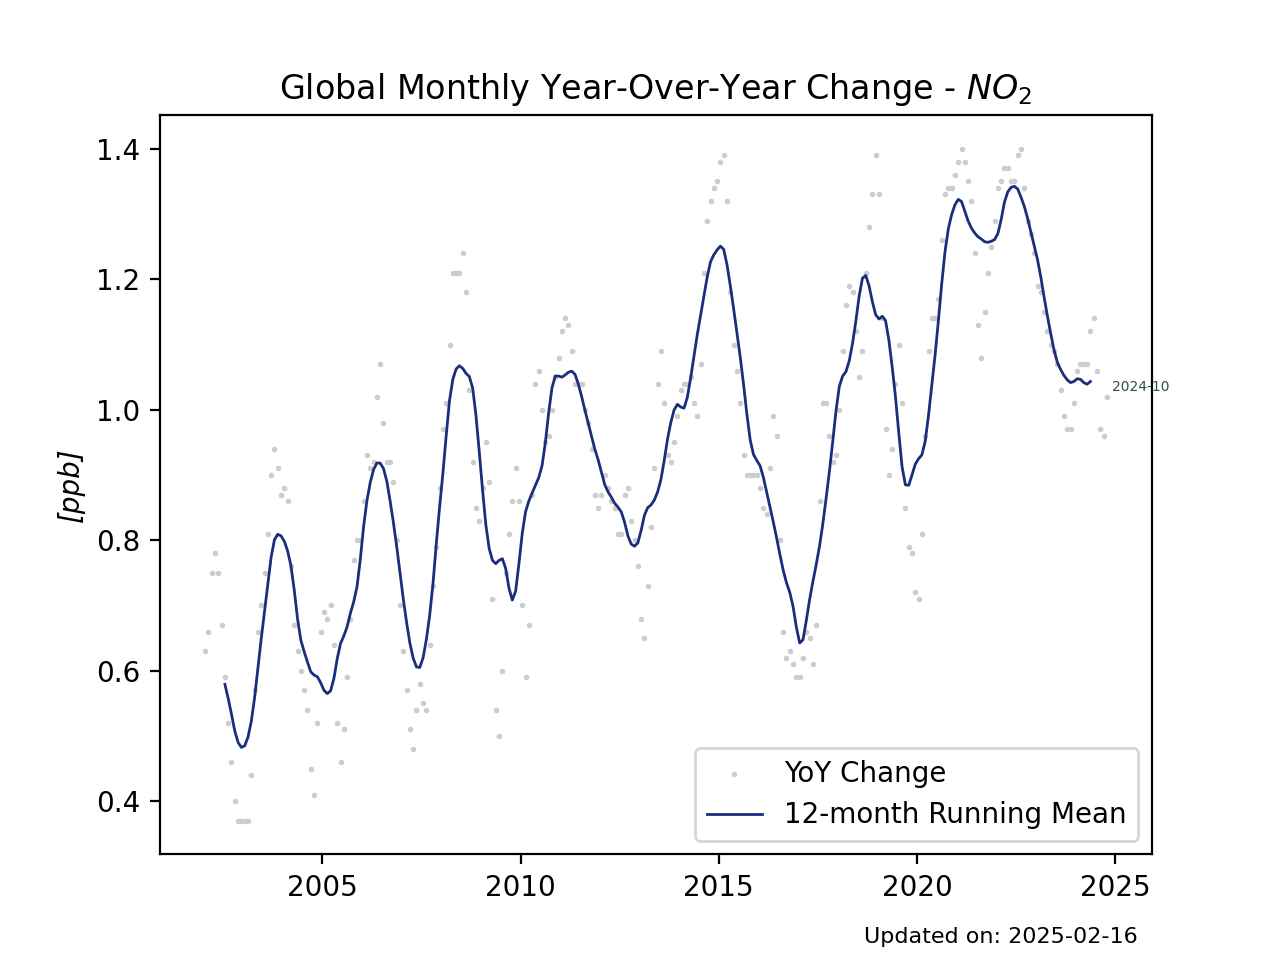 Global Monthly Year-Over-Year Change - NO₂
[ppb]
1.4
1.2
1.0
0.8
0.6
0.4
2024-10
YoY Change
12-month Running Mean
2005 2010 2015 2020 2025
Updated on: 2025-02-16